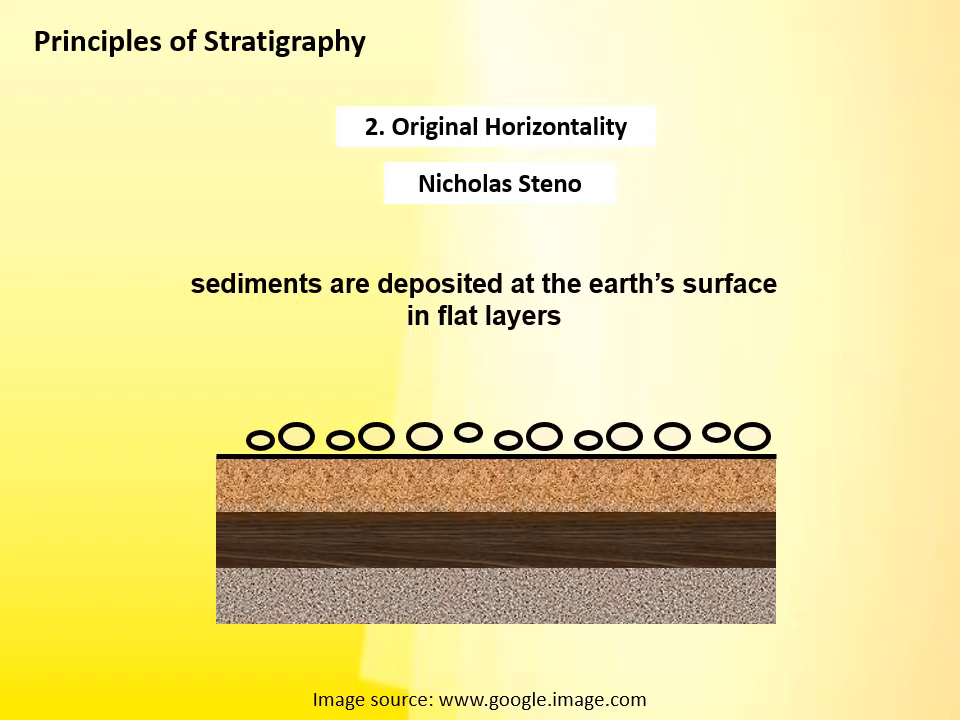 Principles of Stratigraphy
2. Original Horizontality
Nicholas Steno
sediments are deposited at the earth’s surface
in flat layers
Image source: www.google.image.com